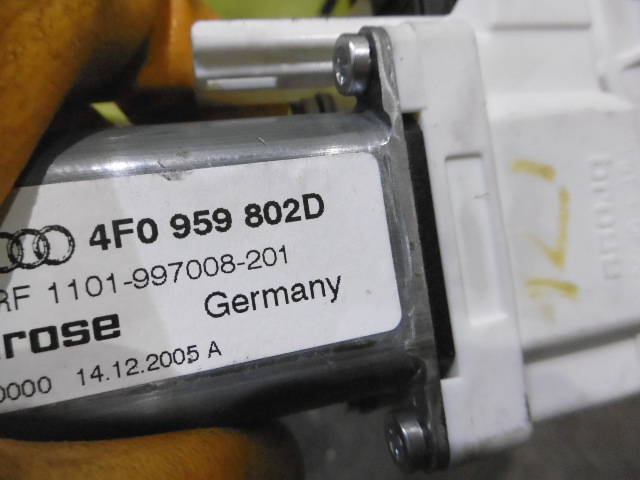 4F0 959 802D
RF 1101-997008-201
rose
Germany
0000 14.12.2005 A